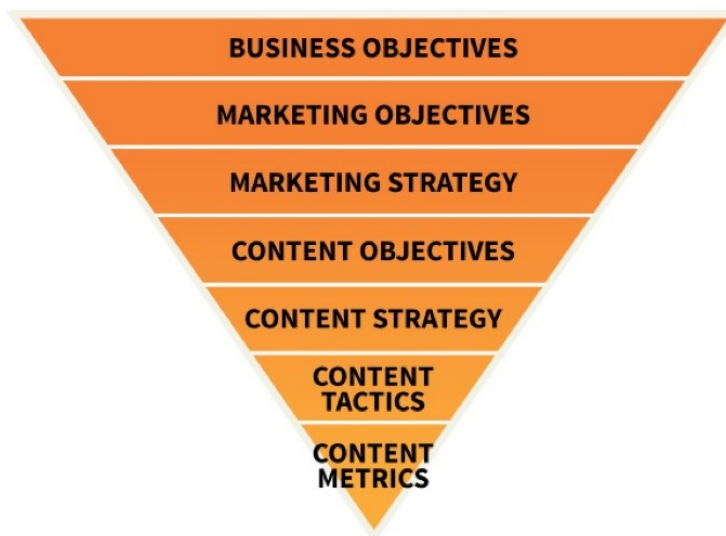 BUSINESS OBJECTIVES
MARKETING OBJECTIVES
MARKETING STRATEGY
CONTENT OBJECTIVES
CONTENT STRATEGY
CONTENT
TACTICS
CONTENT
METRICS